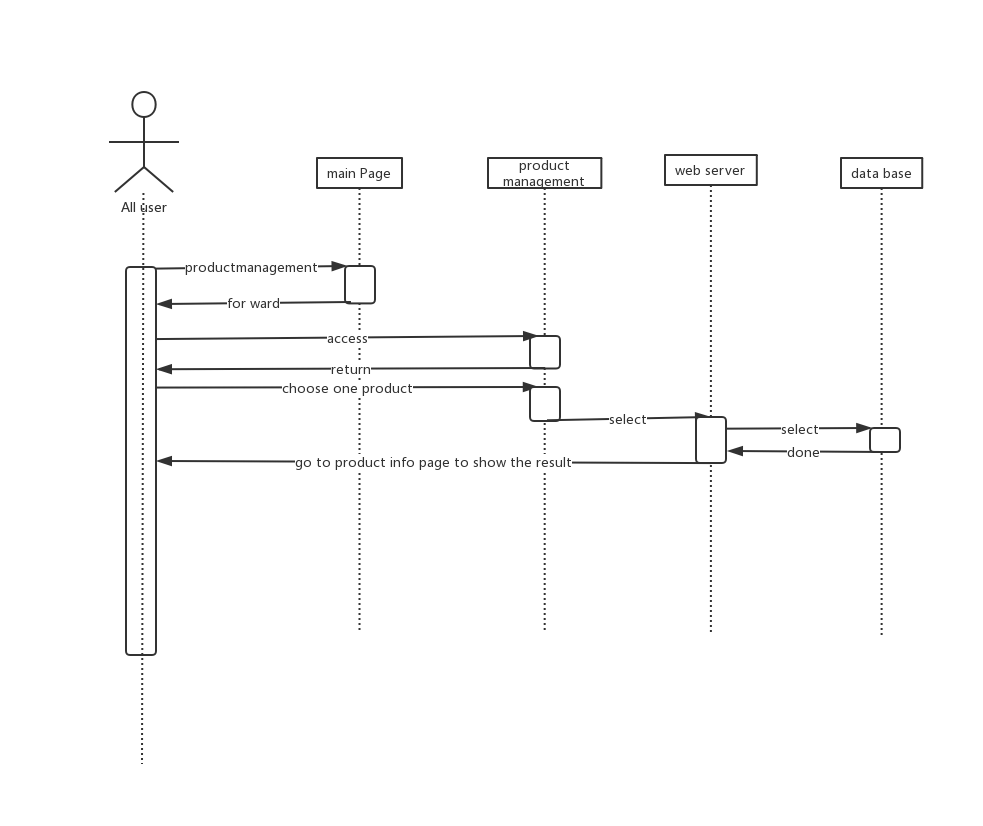 All user
main Page
product
management
web server
data base
productmanagement
for ward
access
return
choose one product
select
select
done
go to product info page to show the result